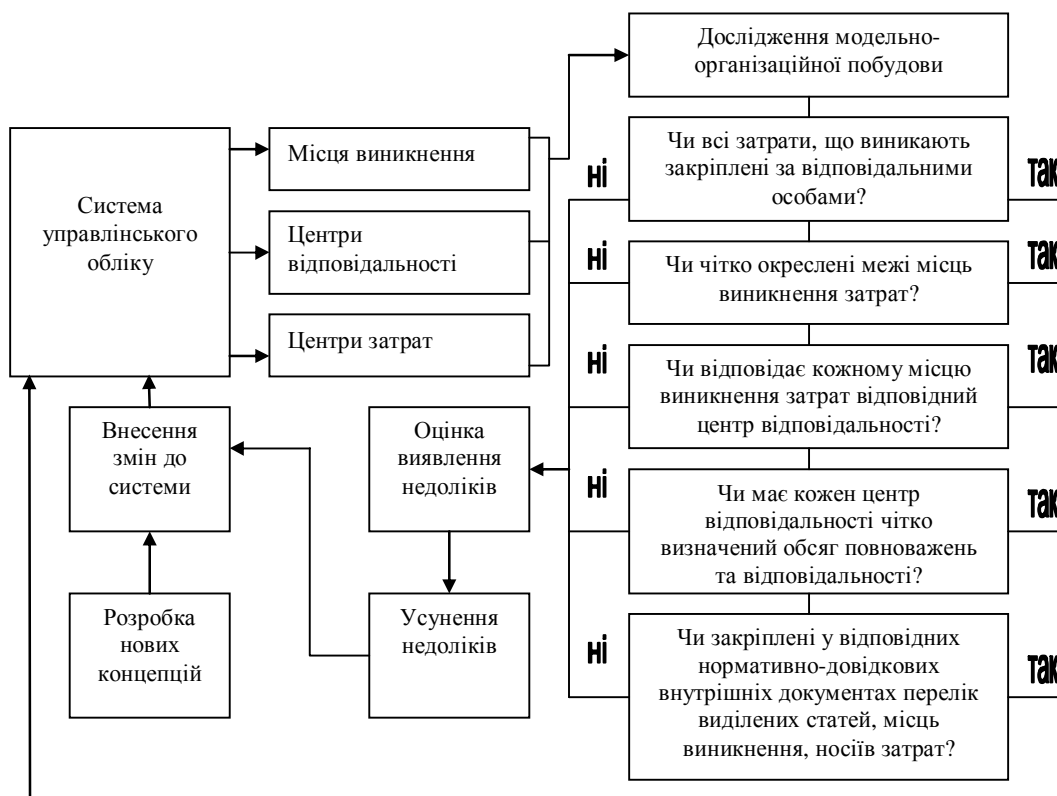 Дослідження модельно-
організаційної побудови
Система
управлінського
обліку
Місця виникнення
Центри
відповідальності
Центри затрат
ні
Чи всі затрати, що виникають
закріплені за відповідальними
особами?
так
ні
Чи чітко окреслені межі місць
виникнення затрат?
так
ні
Чи відповідає кожному місцю
виникнення затрат відповідний
центр відповідальності?
так
ні
Чи має кожен центр
відповідальності чітко
визначений обсяг повноважень
та відповідальності?
так
ні
Чи закріплені у відповідних
нормативно-довідкових
внутрішніх документах перелік
виділених статей, місць
виникнення, носіїв затрат?
так
Внесення
змін до
системи
Оцінка
виявлення
недоліків
Розробка
нових
концепцій
Усунення
недоліків